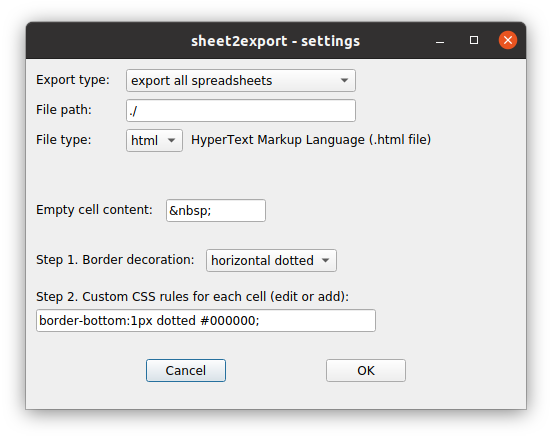 sheet2export - settings
Export type: export all spreadsheets
File path: ./
File type: html HyperText Markup Language (.html file)
Empty cell content: &nbsp;
Step 1. Border decoration: horizontal dotted
Step 2. Custom CSS rules for each cell (edit or add):
border-bottom:1px dotted #000000;
Cancel OK